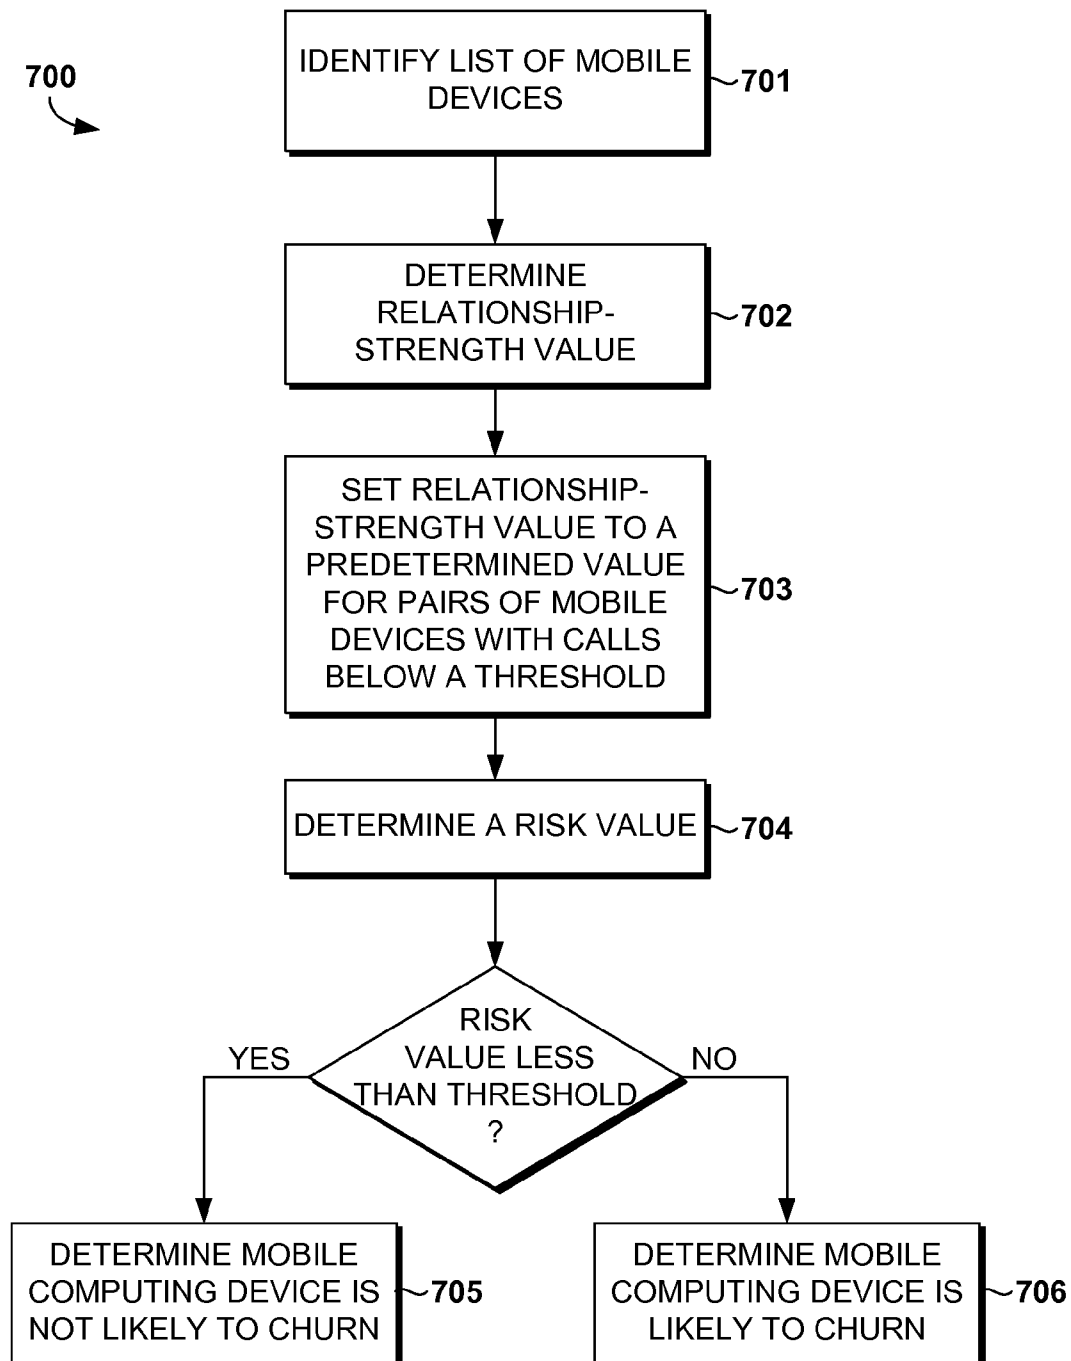 700
IDENTIFY LIST OF MOBILE
DEVICES
701
DETERMINE
RELATIONSHIP-
STRENGTH VALUE
702
SET RELATIONSHIP-
STRENGTH VALUE TO A
PREDETERMINED VALUE
FOR PAIRS OF MOBILE
DEVICES WITH CALLS
BELOW A THRESHOLD
703
DETERMINE A RISK VALUE
704
RISK
VALUE LESS
THAN THRESHOLD
?
YES
NO
DETERMINE MOBILE
COMPUTING DEVICE IS
NOT LIKELY TO CHURN
705
DETERMINE MOBILE
COMPUTING DEVICE IS
LIKELY TO CHURN
706